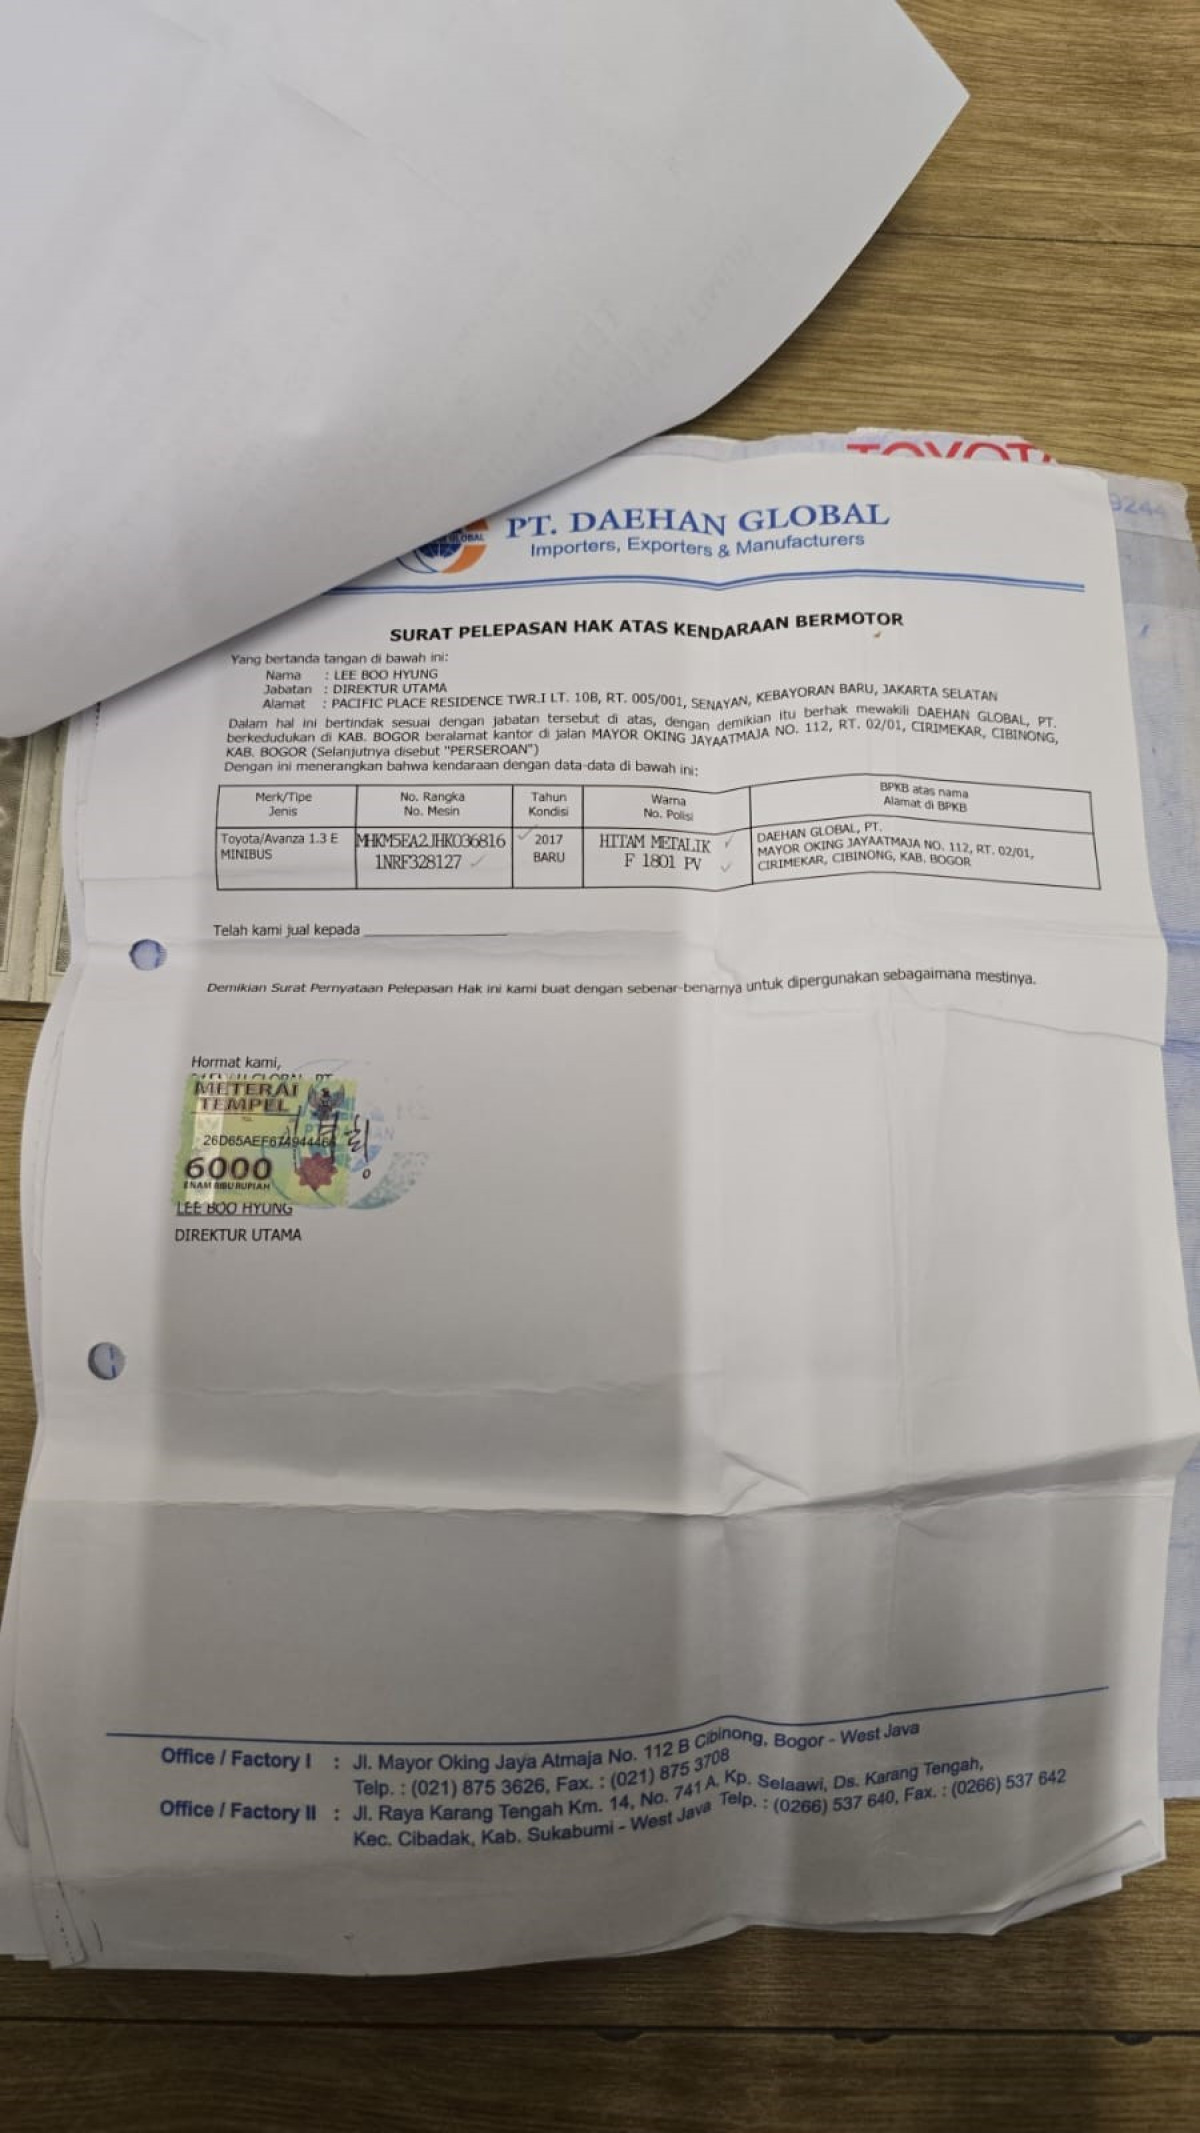 TOYOTA
9244
GLOBAL
PT. DAEHAN GLOBAL
Importers, Exporters & Manufacturers
SURAT PELEPASAN HAK ATAS KENDARAAN BERMOTOR
Yang bertanda tangan di bawah ini:
Nama : LEE BOO HYUNG
Jabatan : DIREKTUR UTAMA
Alamat : PACIFIC PLACE RESIDENCE TWR.I LT. 10B, RT. 005/001, SENAYAN, KEBAYORAN BARU, JAKARTA SELATAN
Dalam hal ini bertindak sesuai dengan jabatan tersebut di atas, dengan demikian itu berhak mewakili DAEHAN GLOBAL, PT.
berkedudukan di KAB. BOGOR beralamat kantor di jalan MAYOR OKING JAYAATMAJA NO. 112, RT. 02/01, CIRIMEKAR, CIBINONG,
KAB. BOGOR (Selanjutnya disebut "PERSEROAN")
Dengan ini menerangkan bahwa kendaraan dengan data-data di bawah ini:
Merk/Tipe No. Rangka Tahun Warna BPKB atas nama
Jenis No. Mesin Kondisi No. Polisi Alamat di BPKB
Toyota/Avanza 1.3 E MHKM5EA2JHK036816 2017 HITAM METALIK DAEHAN GLOBAL, PT.
MINIBUS 1NRF328127 BARU F 1801 PV MAYOR OKING JAYAATMAJA NO. 112, RT. 02/01,
CIRIMEKAR, CIBINONG, KAB. BOGOR
Telah kami jual kepada
Demikian Surat Pernyataan Pelepasan Hak ini kami buat dengan sebenar-benarnya untuk dipergunakan sebagaimana mestinya.
Hormat kami,
METERAI
TEMPEL
26D65AEF674944466
6000
ENAM RIBU RUPIAH
LEE BOO HYUNG
DIREKTUR UTAMA
Office / Factory I : Jl. Mayor Oking Jaya Atmaja No. 112 B Cibinong, Bogor - West Java
Telp. : (021) 875 3626, Fax. : (021) 875 3708
Office / Factory II : Jl. Raya Karang Tengah Km. 14, No. 741 A, Kp. Selaawi, Ds. Karang Tengah,
Kec. Cibadak, Kab. Sukabumi - West Java Telp. : (0266) 537 640, Fax. : (0266) 537 642